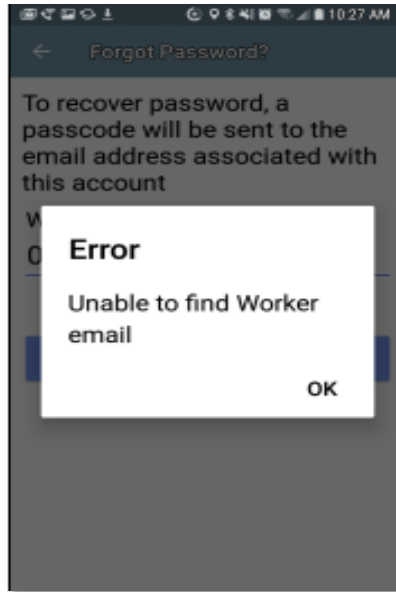 10:27 AM
Forgot Password?
To recover password, a
passcode will be sent to the
email address associated with
this account
W
0
Error
Unable to find Worker
email
OK